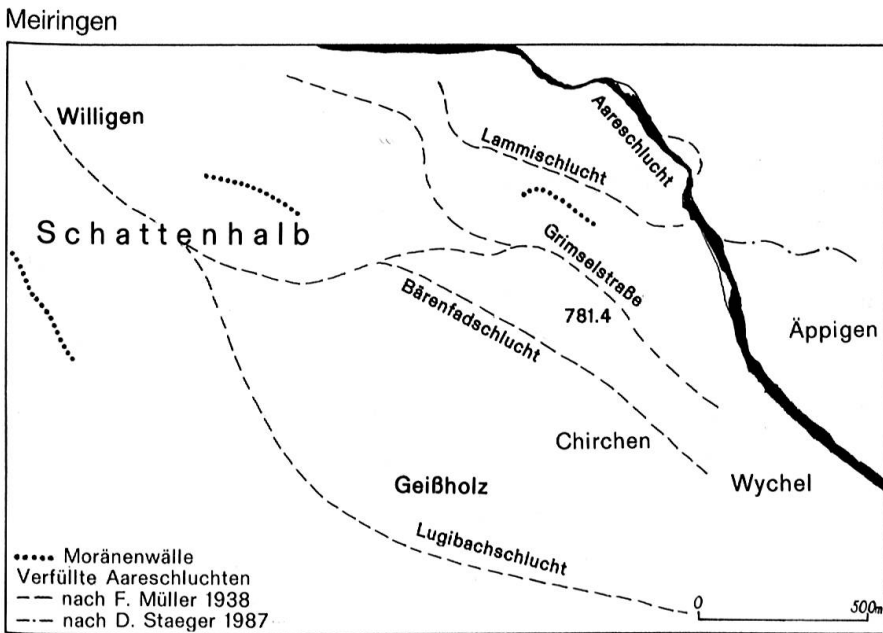 Meiringen
Willigen
Aareschlucht
Lammischlucht
Schattenhalb
Grimselstraße
Bärenfadschlucht
781.4
Äppigen
Chirchen
Geißholz
Wychel
Lugibachschlucht
Moränenwälle
Verfüllte Aareschluchten
nach F. Müller 1938
nach D. Staeger 1987
0 500m